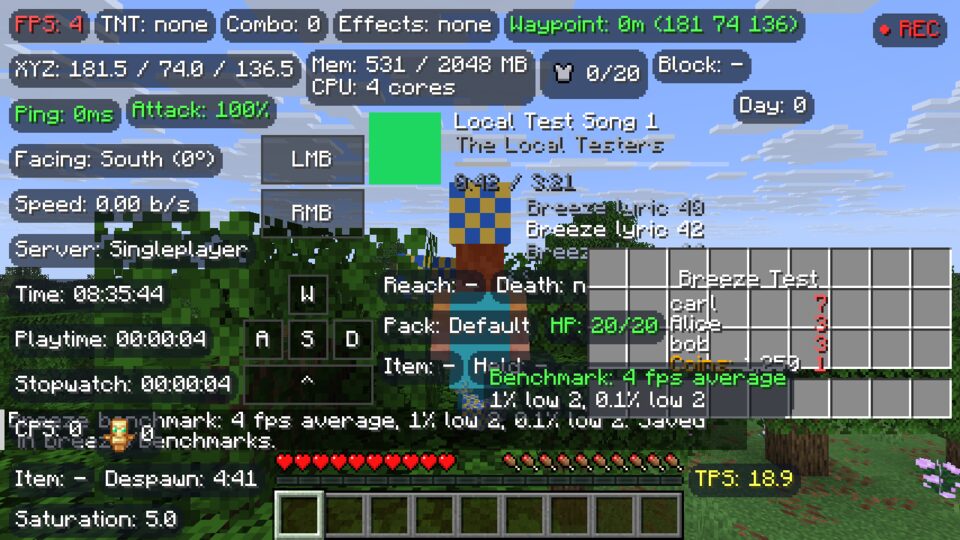 FPS: 4 TNT: none Combo: 0 Effects: none Waypoint: 0m (181 74 136)
• REC
XYZ: 181.5 / 74.0 / 136.5
Mem: 531 / 2048 MB
CPU: 4 cores
0/20
Block: -
Day: 0
Ping: 0ms
Attack: 100%
Local Test Song 1
The Local Testers
0:42 / 3:21
Facing: South (0°)
LMB
RMB
Speed: 0.00 b/s
Breeze lyric 40
Breeze lyric 42
Breeze lyric
Server: Singleplayer
Breeze Test
Time: 08:35:44
W
Reach: - Death: n
carl 7
Alice 3
bob 3
Coins: 1,250 1
Pack: Default HP: 20/20
Playtime: 00:00:04
A S D
Item: - Held: -
Stopwatch: 00:00:04
^
Benchmark: 4 fps average
1% low 2, 0.1% low 2
Breeze benchmark: 4 fps average, 1% low 2, 0.1% low 2. Saved
in breeze benchmarks.
CPS: 0
0
Item: - Despawn: 4:41
TPS: 18.9
Saturation: 5.0